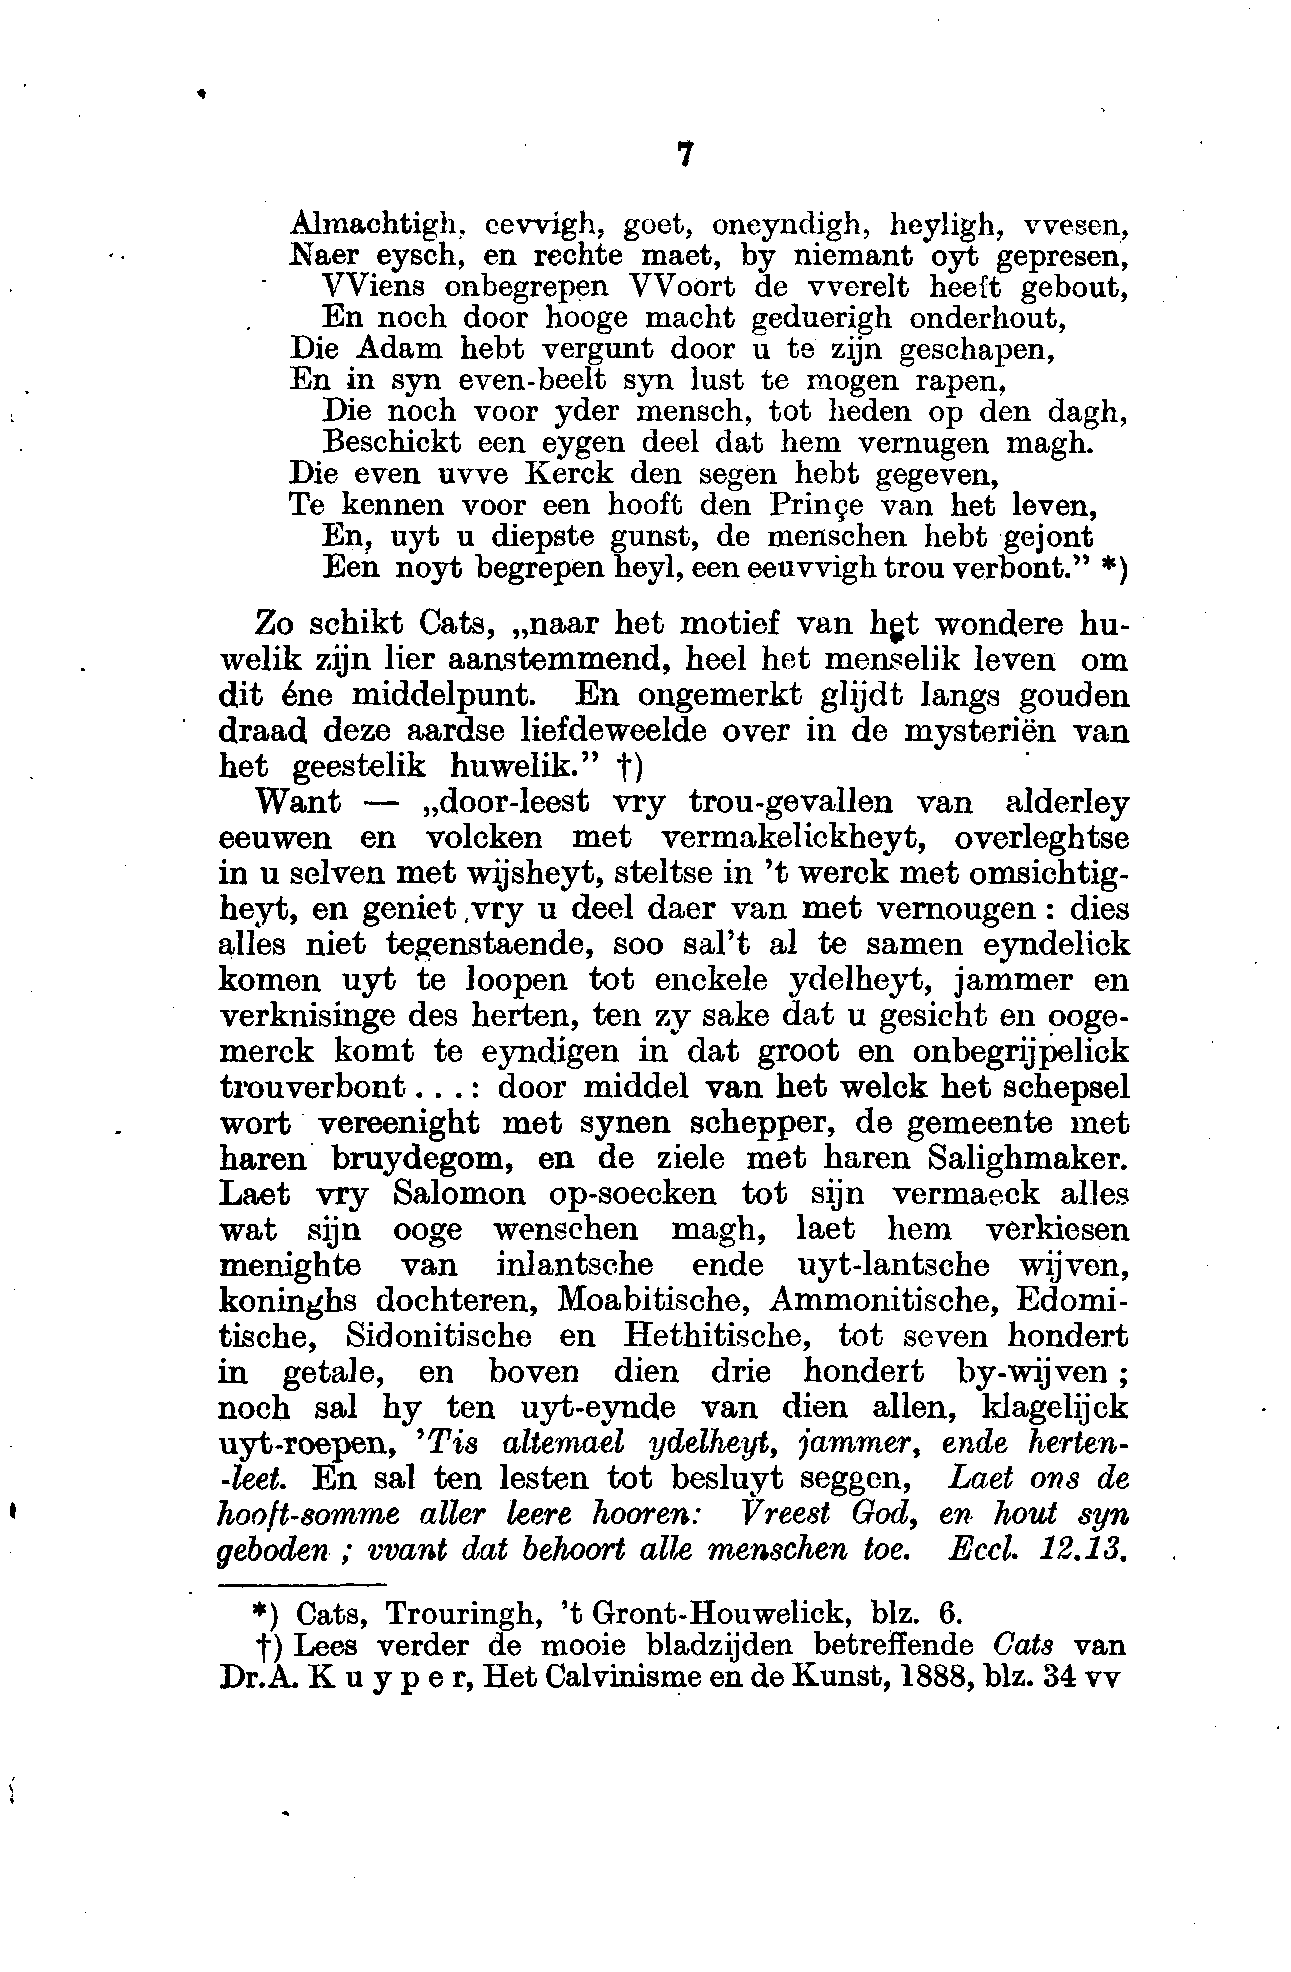 7
Almachtigh, eevvigh, goet, oneyndigh, heyligh, vvesen,
Naer eysch, en rechte maet, by niemant oyt gepresen,
VViens onbegrepen VVoort de vverelt heeft gebout,
En noch door hooge macht geduerigh onderhout,
Die Adam hebt vergunt door u te zijn geschapen,
En in syn even-beelt syn lust te mogen rapen,
Die noch voor yder mensch, tot heden op den dagh,
Beschickt een eygen deel dat hem vernugen magh.
Die even uvve Kerck den segen hebt gegeven,
Te kennen voor een hooft den Prinçe van het leven,
En, uyt u diepste gunst, de menschen hebt gejont
Een noyt begrepen heyl, een eeuvvigh trou verbont.” *)
Zo schikt Cats, „naar het motief van het wondere hu-
welik zijn lier aanstemmend, heel het menselik leven om
dit éne middelpunt. En ongemerkt glijdt langs gouden
draad deze aardse liefdeweelde over in de mysteriën van
het geestelik huwelik.” †)
Want — „door-leest vry trou-gevallen van alderley
eeuwen en volcken met vermakelickheyt, overleghtse
in u selven met wijsheyt, steltse in ’t werck met omsichtig-
heyt, en geniet vry u deel daer van met vernougen : dies
alles niet tegenstaende, soo sal’t al te samen eyndelick
komen uyt te loopen tot enckele ydelheyt, jammer en
verknisinge des herten, ten zy sake dat u gesicht en ooge-
merck komt te eyndigen in dat groot en onbegrijpelick
trouverbont . . . : door middel van het welck het schepsel
wort vereenight met synen schepper, de gemeente met
haren bruydegom, en de ziele met haren Salighmaker.
Laet vry Salomon op-soecken tot sijn vermaeck alles
wat sijn ooge wenschen magh, laet hem verkiesen
menighte van inlantsche ende uyt-lantsche wijven,
koninghs dochteren, Moabitische, Ammonitische, Edomi-
tische, Sidonitische en Hethitische, tot seven hondert
in getale, en boven dien drie hondert by-wijven ;
noch sal hy ten uyt-eynde van dien allen, klagelijck
uyt-roepen, ’Tis altemael ydelheyt, jammer, ende herten-
-leet. En sal ten lesten tot besluyt seggen, Laet ons de
hooft-somme aller leere hooren: Vreest God, en hout syn
geboden ; vvant dat behoort alle menschen toe. Eccl. 12.13.
*) Cats, Trouringh, ’t Gront-Houwelick, blz. 6.
†) Lees verder de mooie bladzijden betreffende Cats van
Dr. A. K u y p e r, Het Calvinisme en de Kunst, 1888, blz. 34 vv